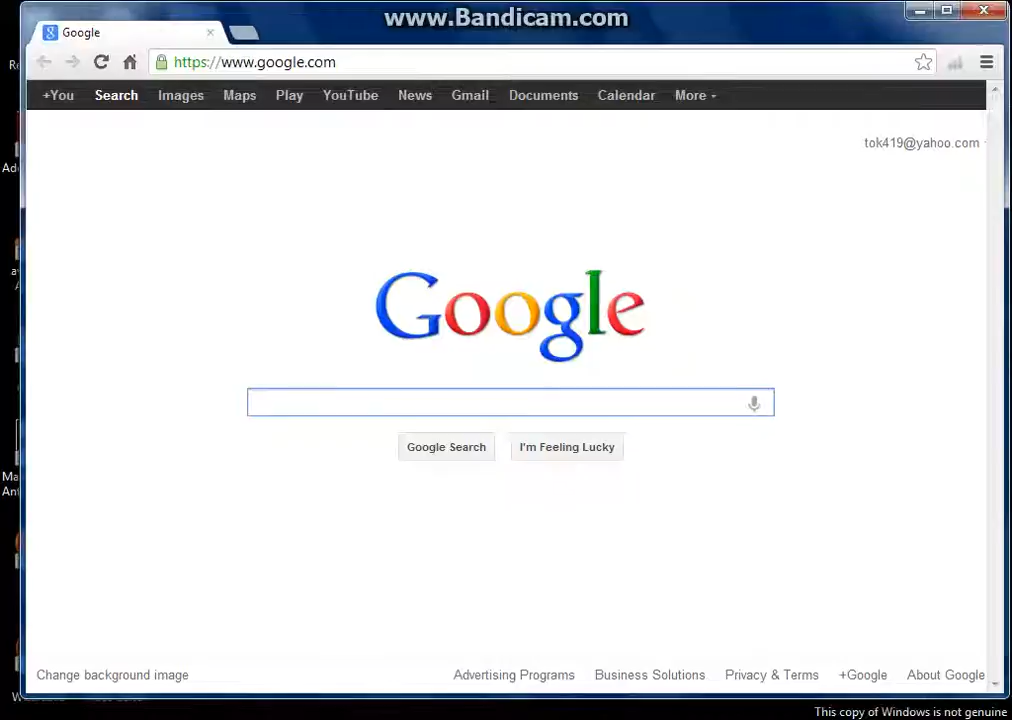 www.Bandicam.com
Google
https://www.google.com
+You Search Images Maps Play YouTube News Gmail Documents Calendar More
tok419@yahoo.com
Google
Google Search I'm Feeling Lucky
Change background image Advertising Programs Business Solutions Privacy & Terms +Google About Google
This copy of Windows is not genuine